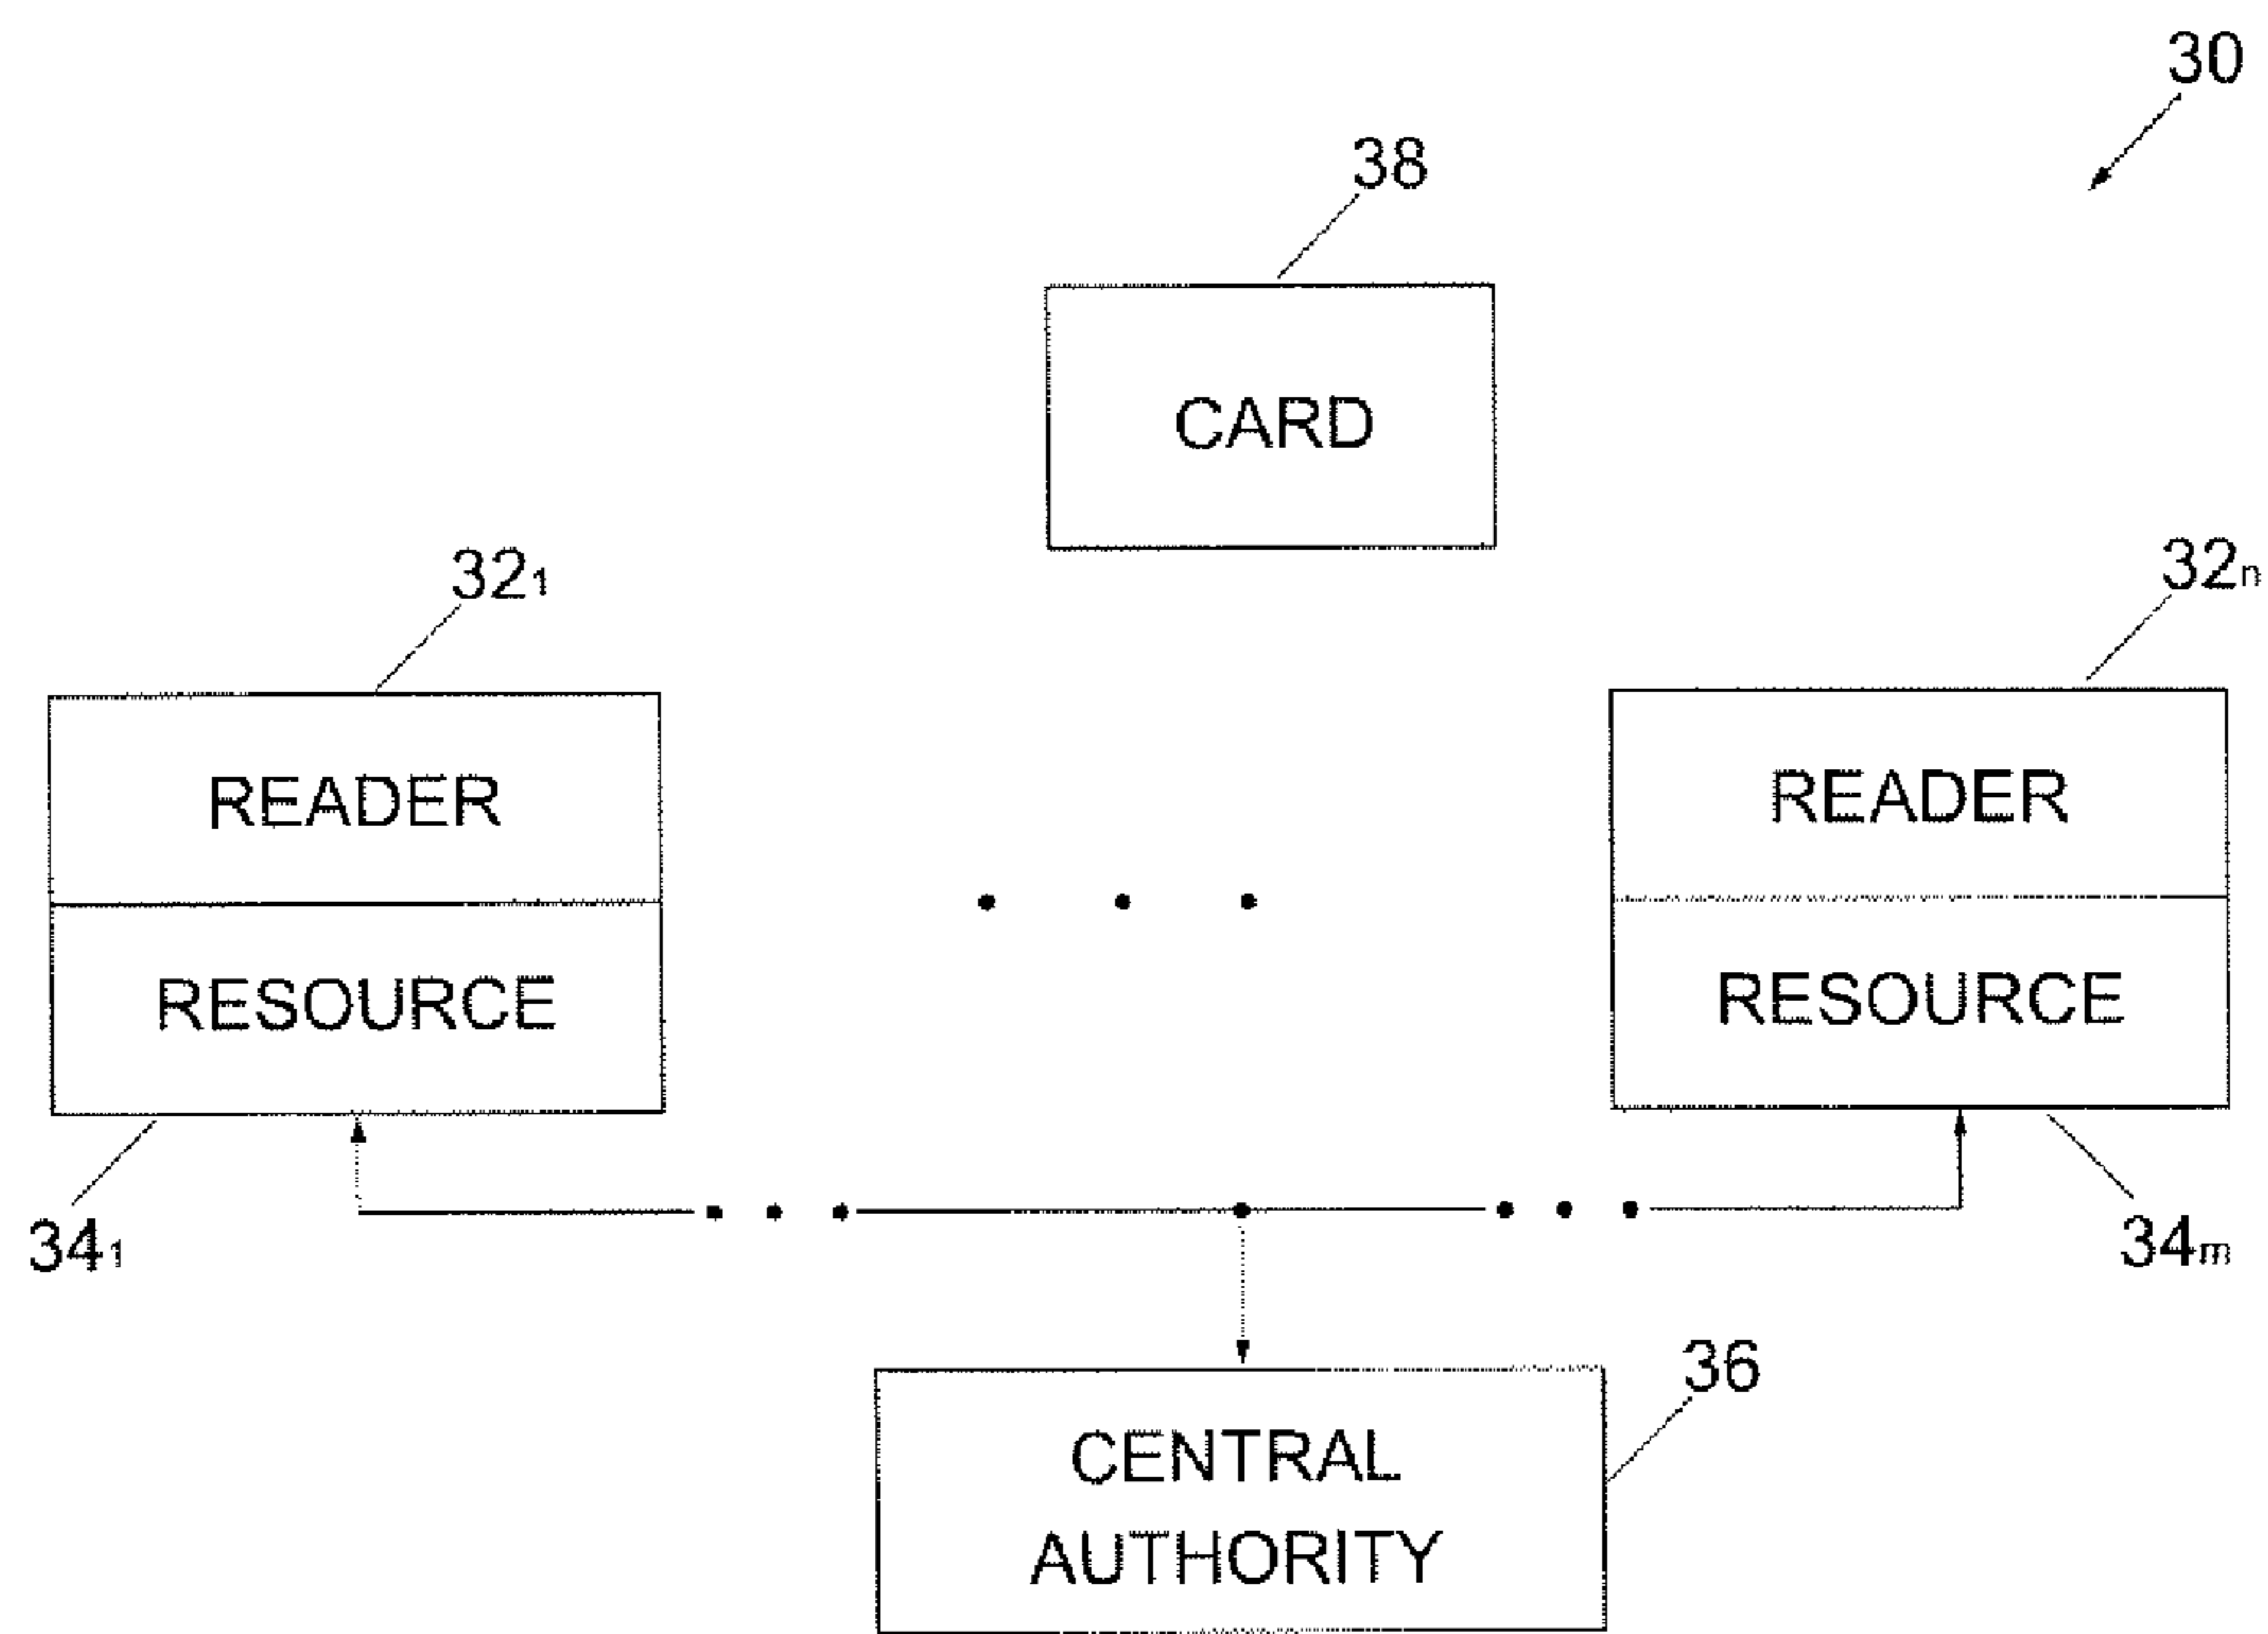 30
38
CARD
32₁
32ₙ
READER
READER
RESOURCE
RESOURCE
34₁
34ₘ
36
CENTRAL
AUTHORITY